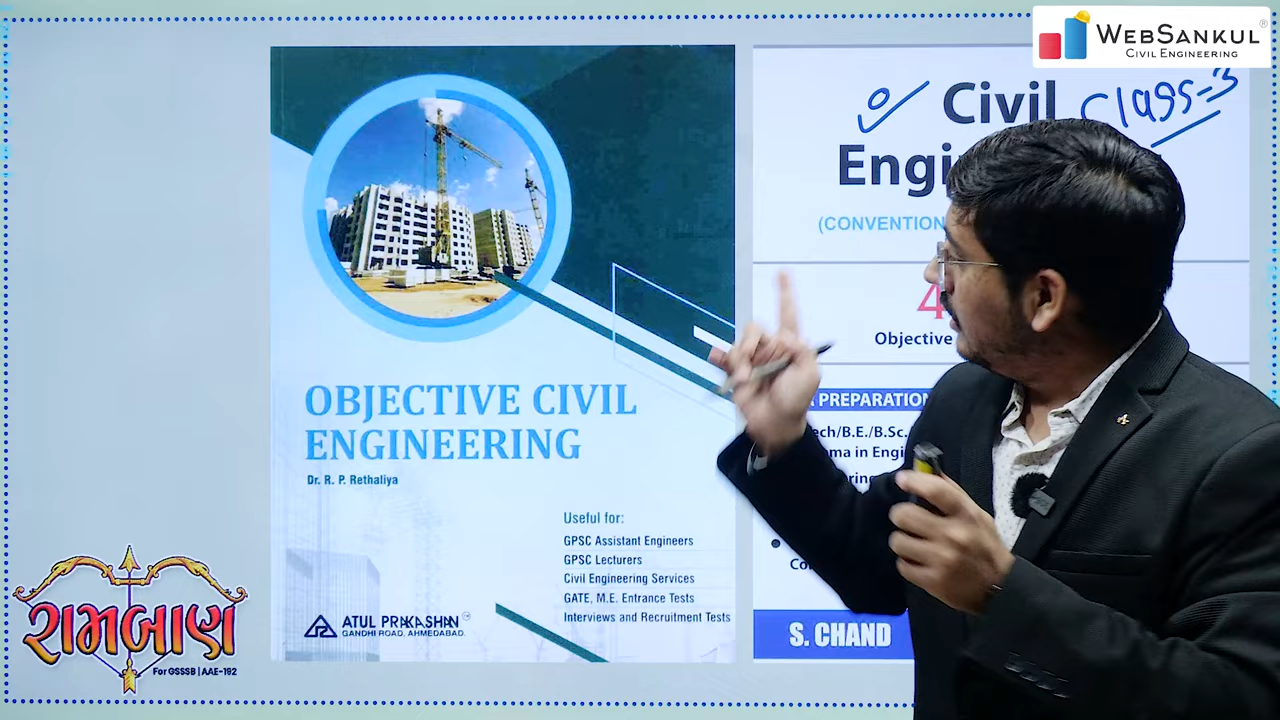 WEBSANKUL
CIVIL ENGINEERING
Civil
Class-3
(CONVENTION
Objective
OBJECTIVE CIVIL
ENGINEERING
Dr. R. P. Rethaliya
PREPARATION
Useful for:
GPSC Assistant Engineers
GPSC Lecturers
Civil Engineering Services
GATE, M.E. Entrance Tests
Interviews and Recruitment Tests
ATUL PRAKASHAN
GANDHI ROAD, AHMEDABAD.
S. CHAND
રામબાણ
For GSSSB | AAE-192